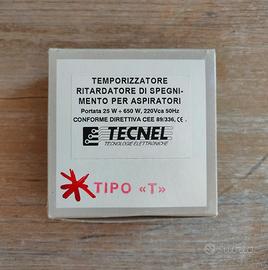 TEMPORIZZATORE
RITARDATORE DI SPEGNI-
MENTO PER ASPIRATORI
Portata 25 W ÷ 650 W, 220Vca 50Hz
CONFORME DIRETTIVA CEE 89/336, CE.
TECNEL
TECNOLOGIE ELETTRONICHE
TIPO «T»
subito